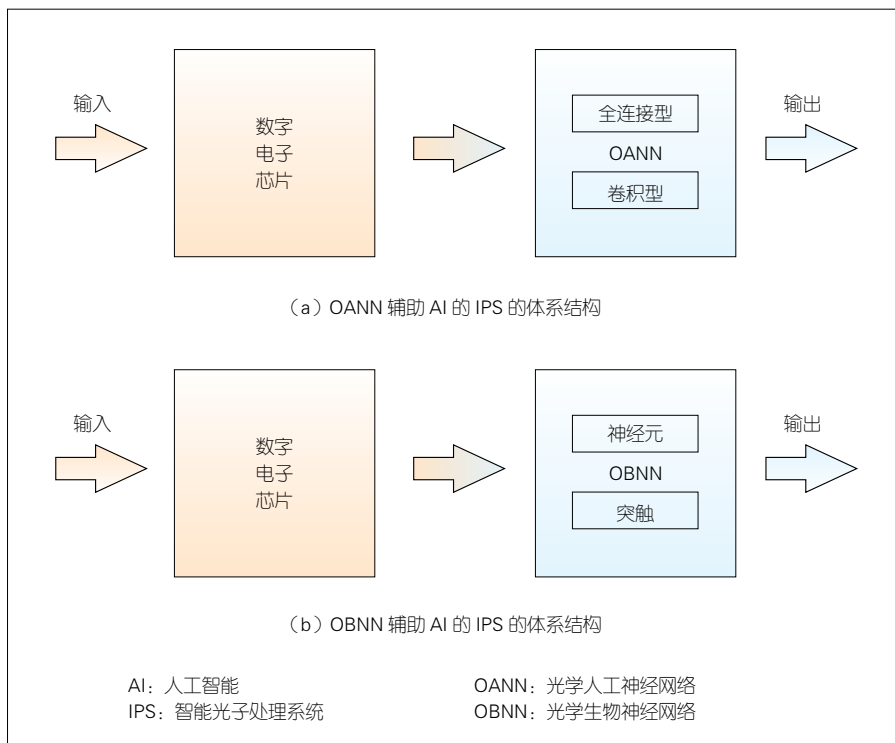 输入
数字
电子
芯片
全连接型
OANN
卷积型
输出
（a）OANN 辅助 AI 的 IPS 的体系结构
输入
数字
电子
芯片
神经元
OBNN
突触
输出
（b）OBNN 辅助 AI 的 IPS 的体系结构
AI：人工智能
IPS：智能光子处理系统
OANN：光学人工神经网络
OBNN：光学生物神经网络